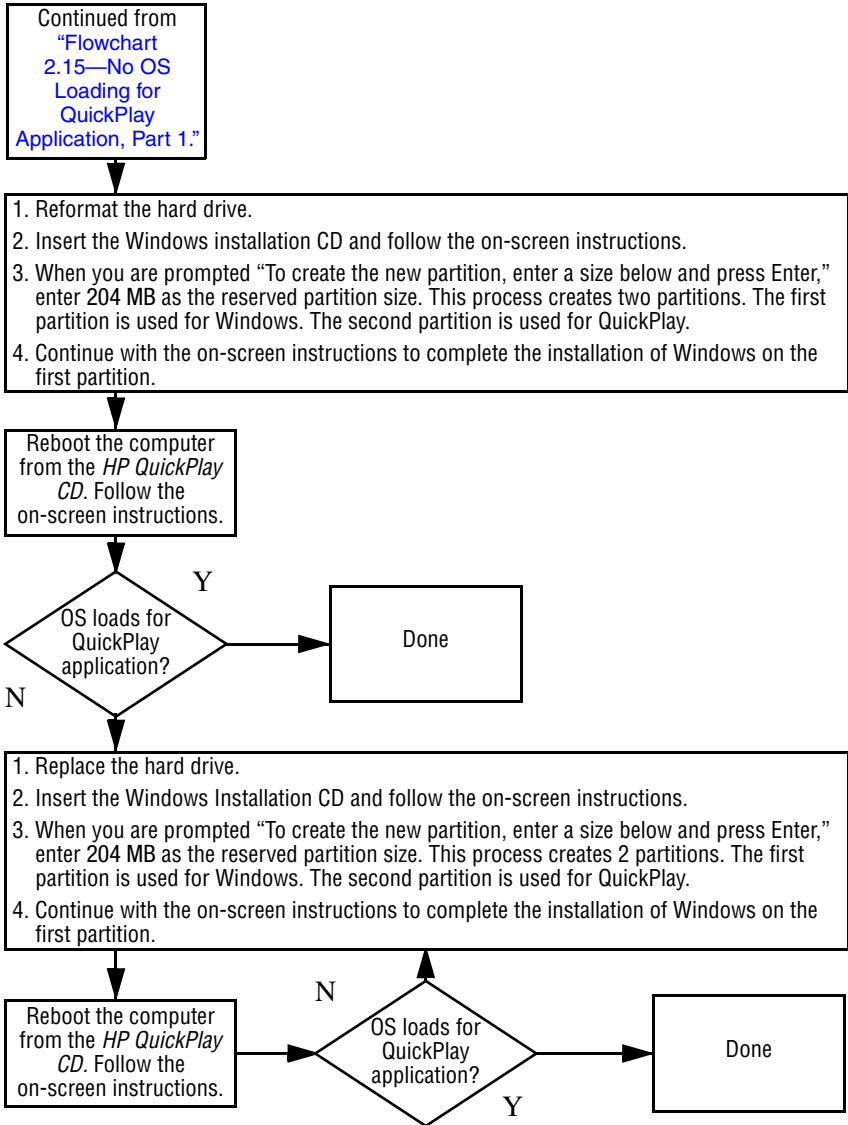 Continued from
“Flowchart
2.15—No OS
Loading for
QuickPlay
Application, Part 1.”
1. Reformat the hard drive.
2. Insert the Windows installation CD and follow the on-screen instructions.
3. When you are prompted “To create the new partition, enter a size below and press Enter,”
enter 204 MB as the reserved partition size. This process creates two partitions. The first
partition is used for Windows. The second partition is used for QuickPlay.
4. Continue with the on-screen instructions to complete the installation of Windows on the
first partition.
Reboot the computer
from the HP QuickPlay
CD. Follow the
on-screen instructions.
Y
OS loads for
QuickPlay
application?
Done
N
1. Replace the hard drive.
2. Insert the Windows Installation CD and follow the on-screen instructions.
3. When you are prompted “To create the new partition, enter a size below and press Enter,”
enter 204 MB as the reserved partition size. This process creates 2 partitions. The first
partition is used for Windows. The second partition is used for QuickPlay.
4. Continue with the on-screen instructions to complete the installation of Windows on the
first partition.
Reboot the computer
from the HP QuickPlay
CD. Follow the
on-screen instructions.
N
OS loads for
QuickPlay
application?
Y
Done